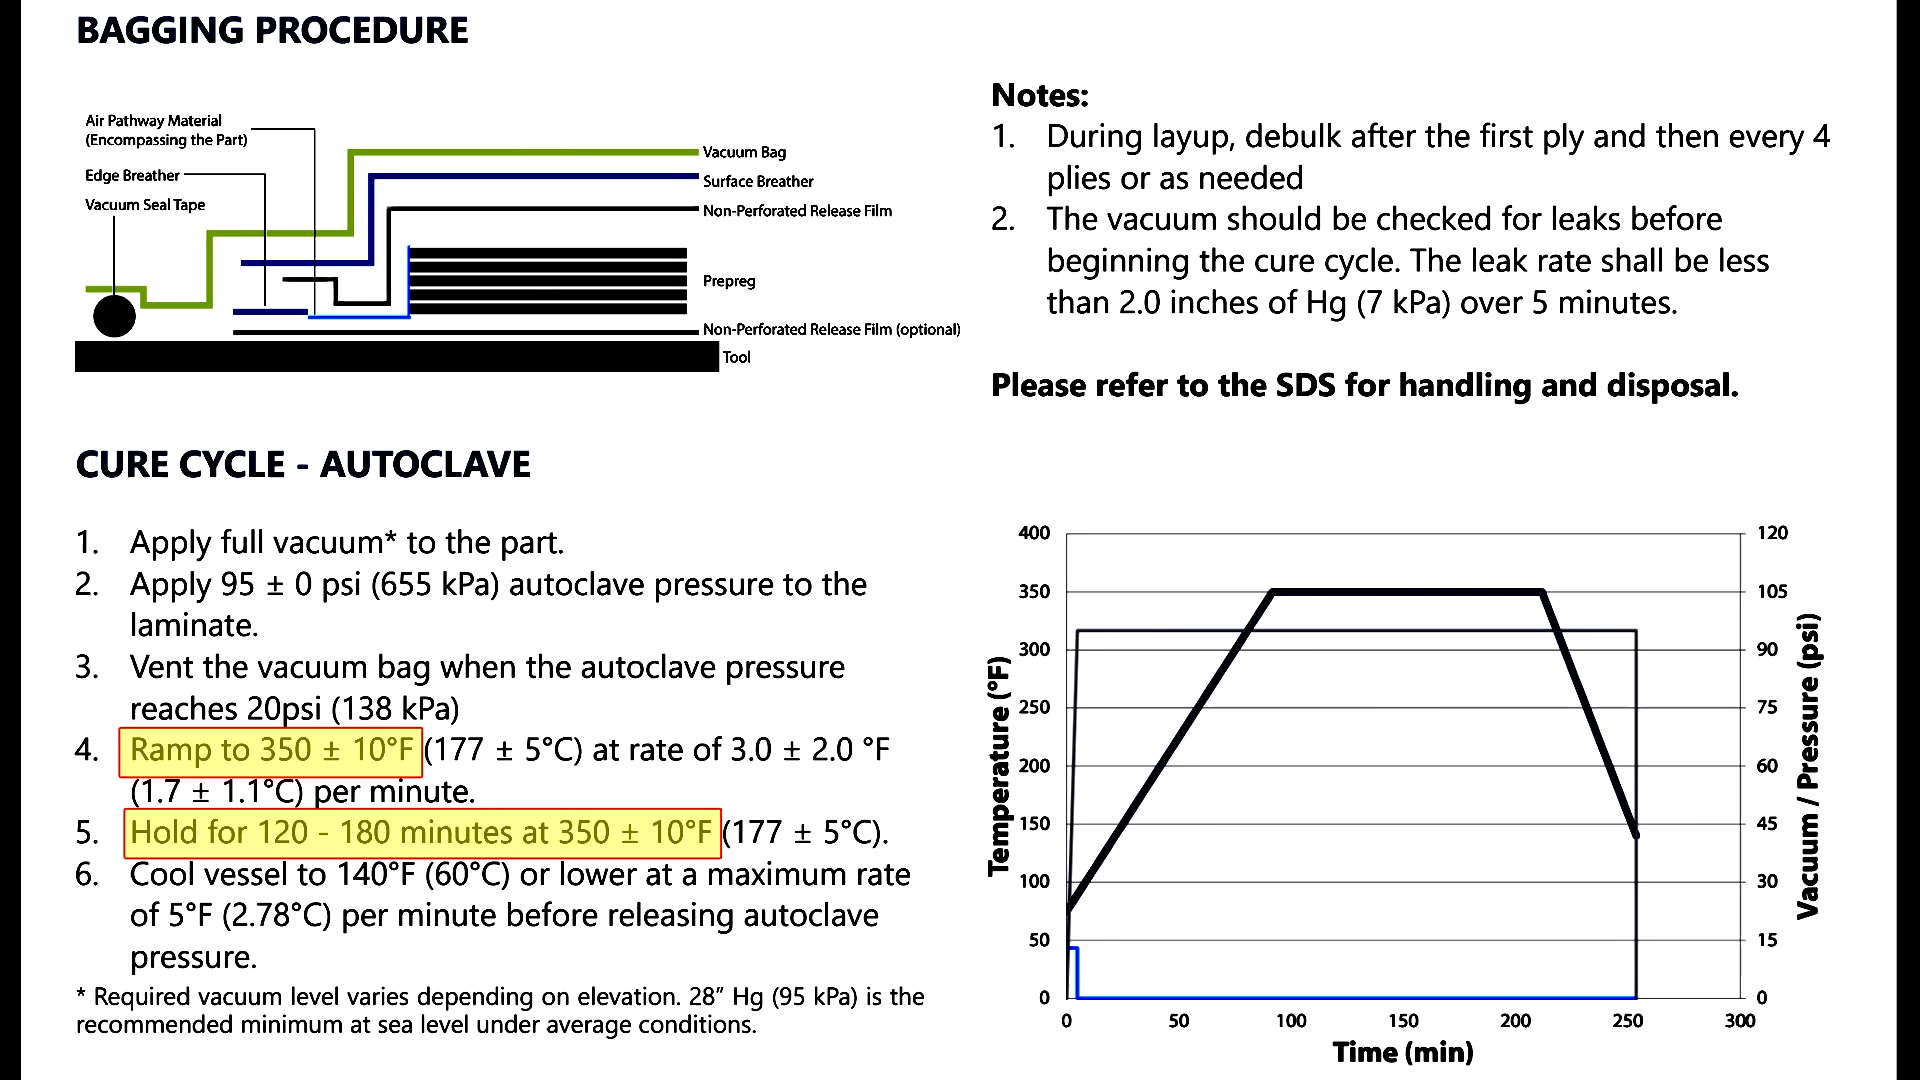 BAGGING PROCEDURE
Air Pathway Material
(Encompassing the Part)
Edge Breather
Vacuum Seal Tape
Vacuum Bag
Surface Breather
Non-Perforated Release Film
Prepreg
Non-Perforated Release Film (optional)
Tool
Notes:
1. During layup, debulk after the first ply and then every 4
plies or as needed
2. The vacuum should be checked for leaks before
beginning the cure cycle. The leak rate shall be less
than 2.0 inches of Hg (7 kPa) over 5 minutes.
Please refer to the SDS for handling and disposal.
CURE CYCLE - AUTOCLAVE
1. Apply full vacuum* to the part.
2. Apply 95 ± 0 psi (655 kPa) autoclave pressure to the
laminate.
3. Vent the vacuum bag when the autoclave pressure
reaches 20psi (138 kPa)
4. Ramp to 350 ± 10°F (177 ± 5°C) at rate of 3.0 ± 2.0 °F
(1.7 ± 1.1°C) per minute.
5. Hold for 120 - 180 minutes at 350 ± 10°F (177 ± 5°C).
6. Cool vessel to 140°F (60°C) or lower at a maximum rate
of 5°F (2.78°C) per minute before releasing autoclave
pressure.
* Required vacuum level varies depending on elevation. 28” Hg (95 kPa) is the
recommended minimum at sea level under average conditions.
Temperature (°F)
400
350
300
250
200
150
100
50
0
120
105
90
75
60
45
30
15
0
Vacuum / Pressure (psi)
0 50 100 150 200 250 300
Time (min)